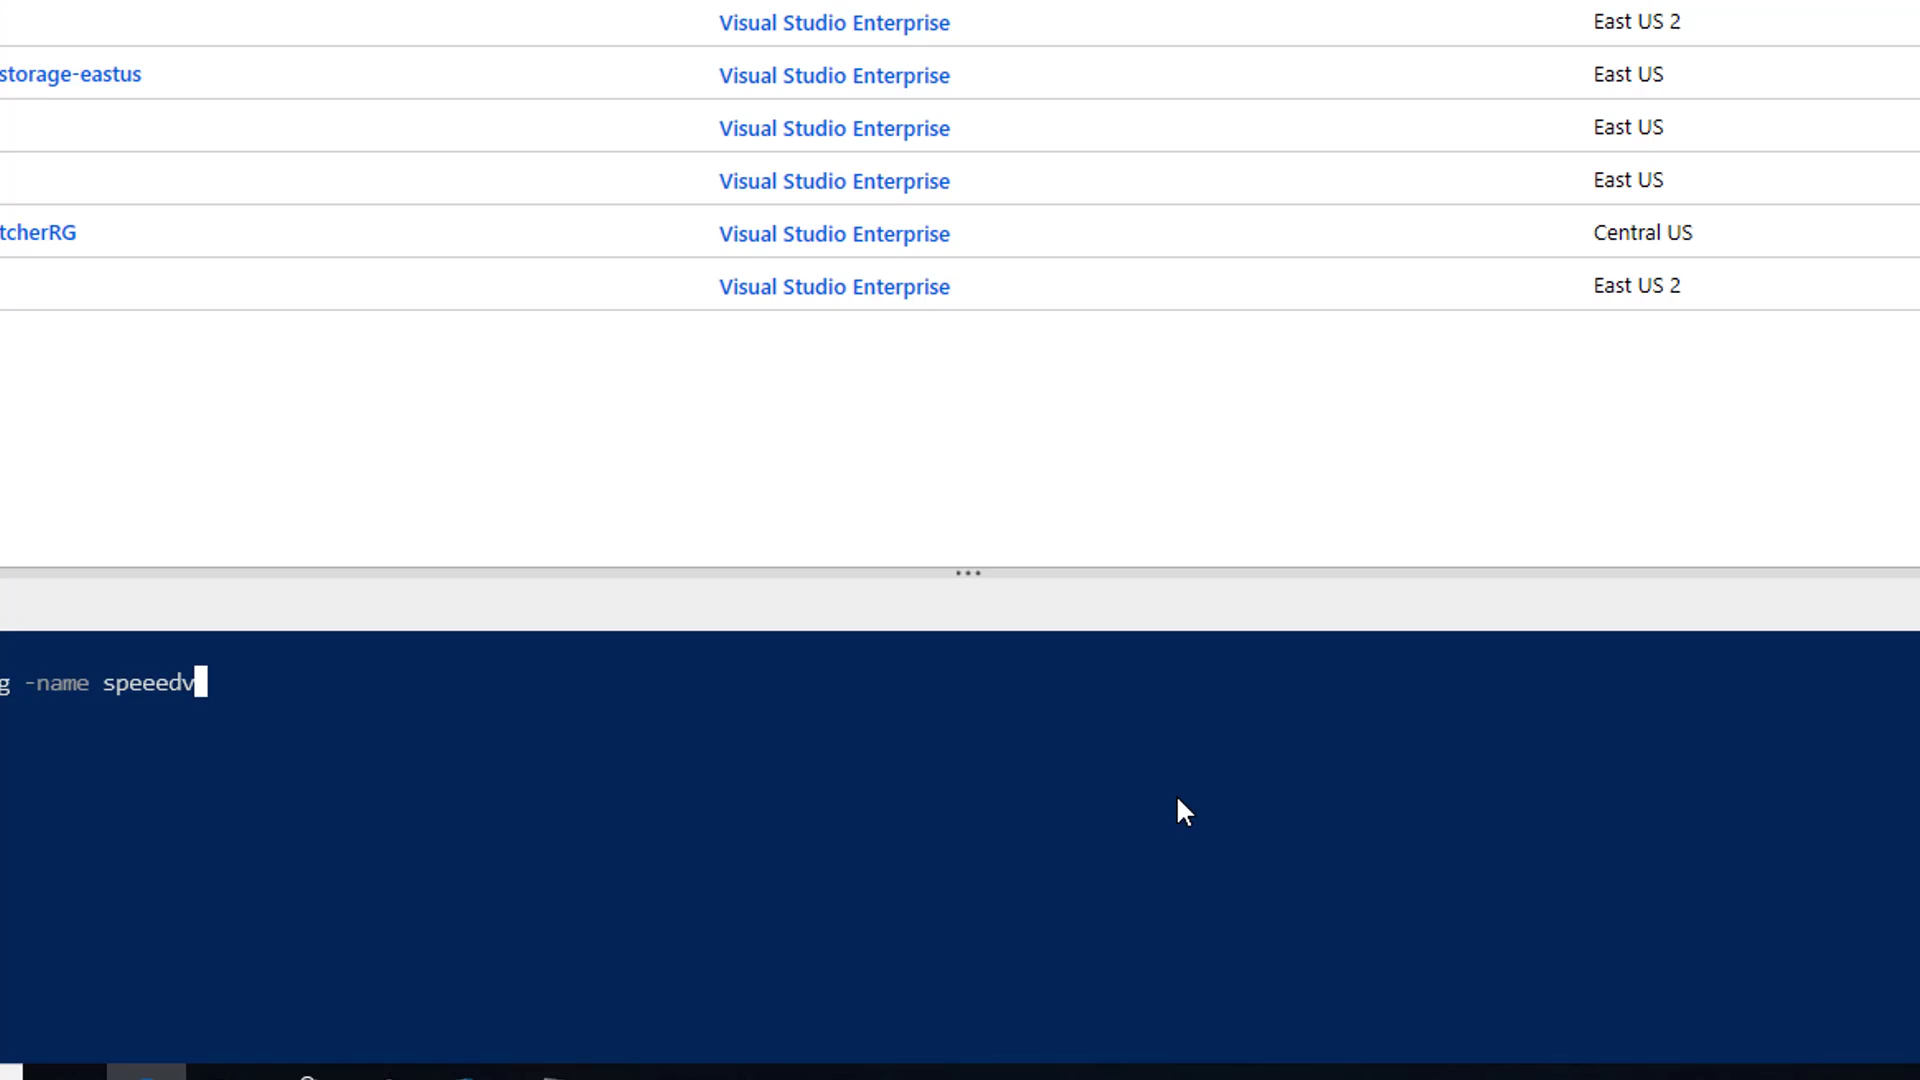 Visual Studio Enterprise East US 2
storage-eastus Visual Studio Enterprise East US
Visual Studio Enterprise East US
Visual Studio Enterprise East US
tcherRG Visual Studio Enterprise Central US
Visual Studio Enterprise East US 2
g -name speeedv